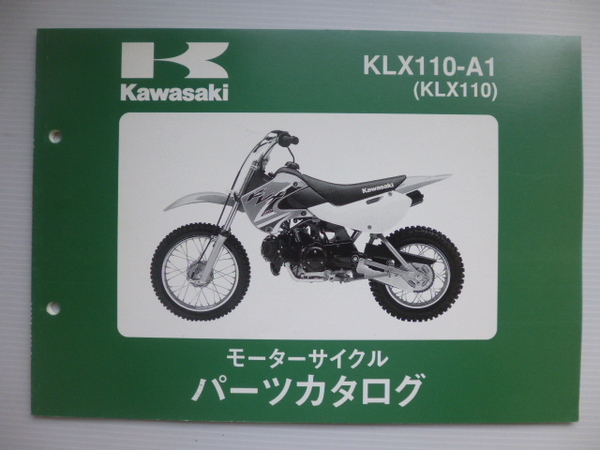 Kawasaki
KLX110-A1
(KLX110)
Kawasaki
モーターサイクル
パーツカタログ